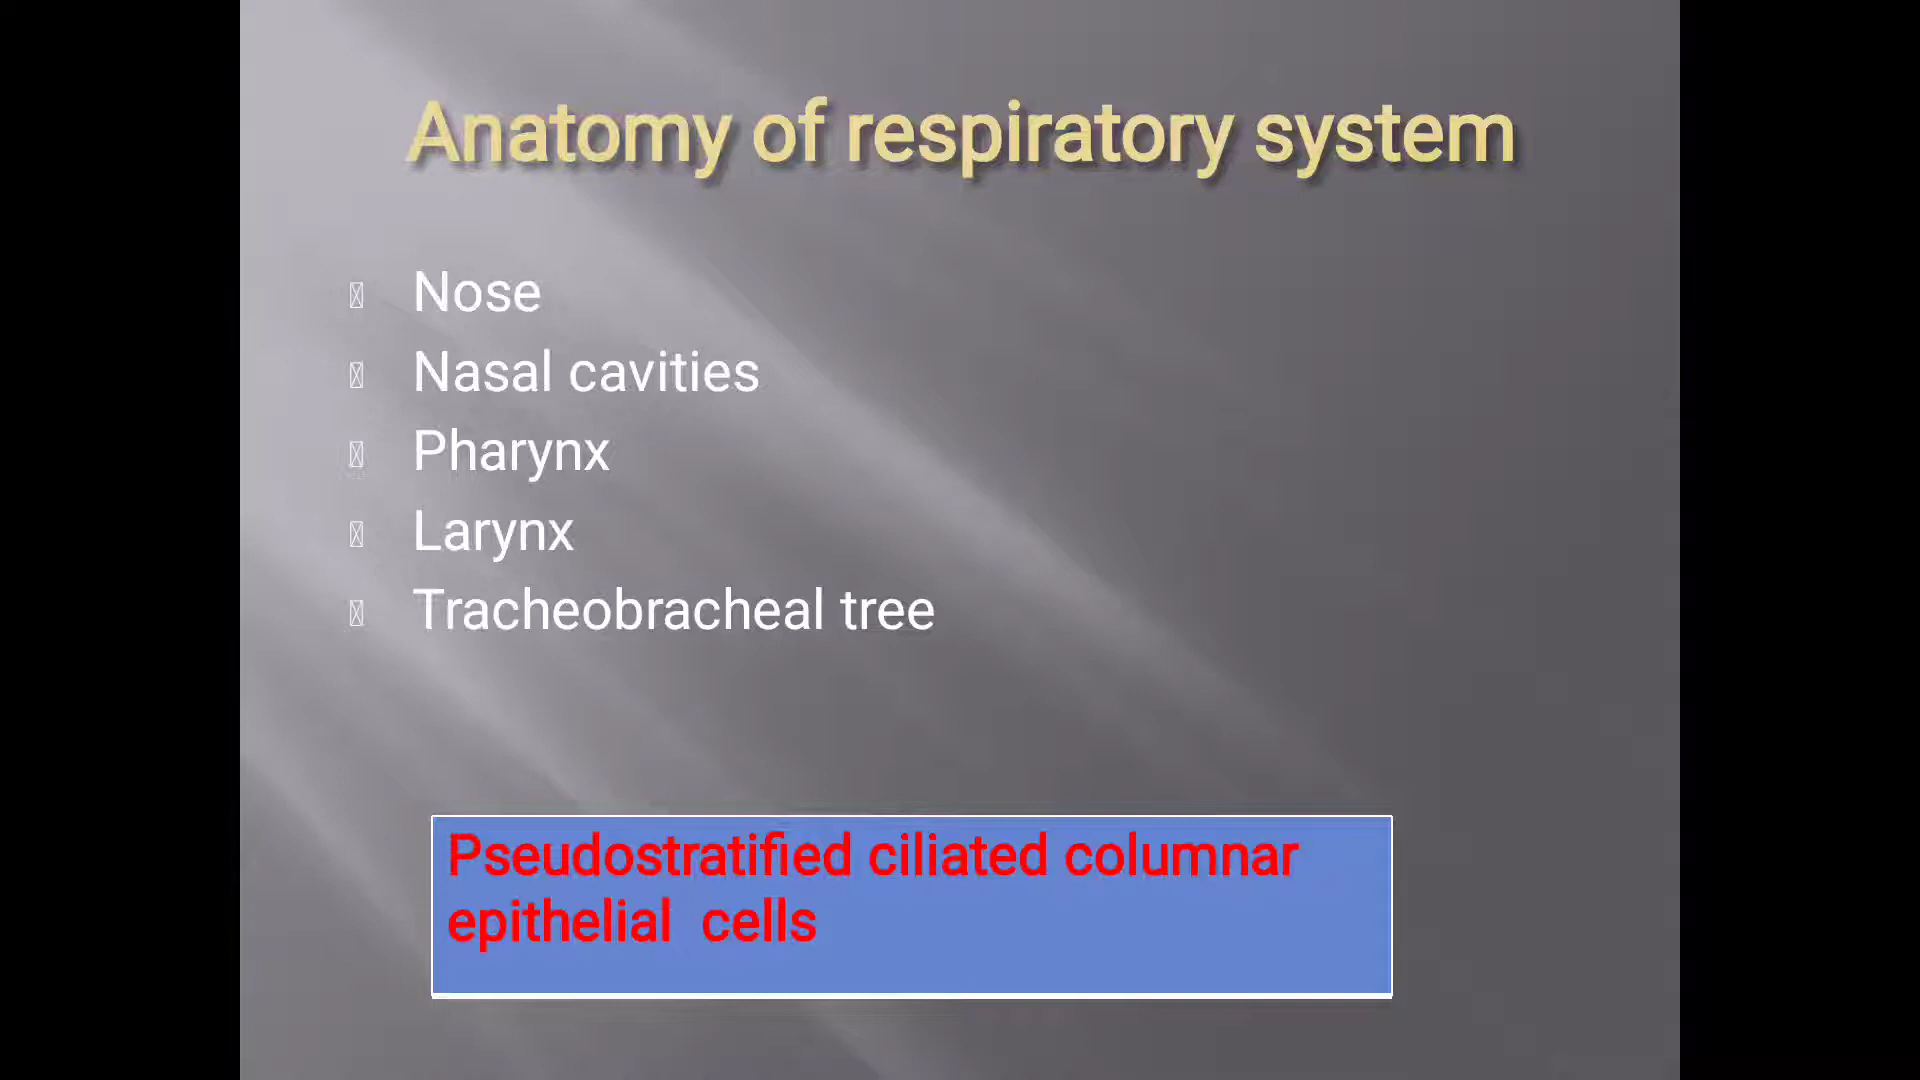 Anatomy of respiratory system
Nose
Nasal cavities
Pharynx
Larynx
Tracheobracheal tree
Pseudostratified ciliated columnar
epithelial cells